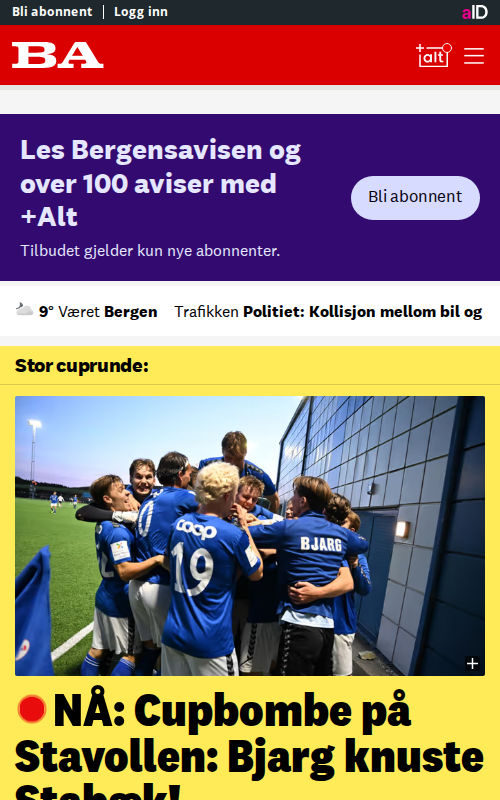 Bli abonnent | Logg inn
aID
BA
+alt
Les Bergensavisen og
over 100 aviser med
+Alt
Tilbudet gjelder kun nye abonnenter.
Bli abonnent
9° Været Bergen Trafikken Politiet: Kollisjon mellom bil og
Stor cuprunde:
coop
19
BJARG
NÅ: Cupbombe på
Stavollen: Bjarg knuste
Stabæk!